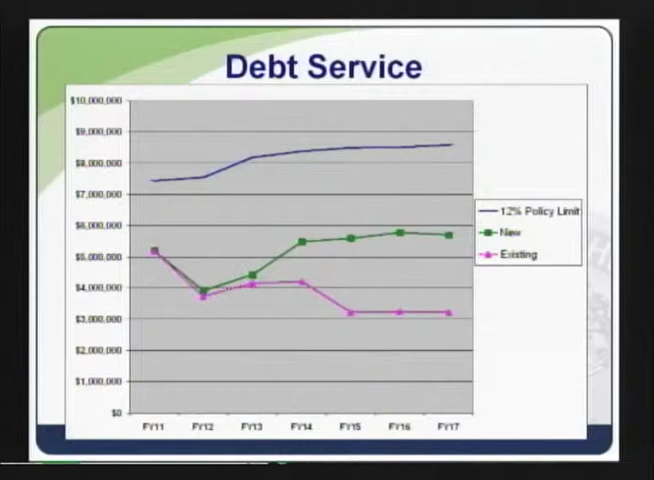 Debt Service
$10,000,000
$9,000,000
$8,000,000
$7,000,000
$6,000,000
$5,000,000
$4,000,000
$3,000,000
$2,000,000
$1,000,000
$0
FY11 FY12 FY13 FY14 FY15 FY16 FY17
12% Policy Limit
New
Existing